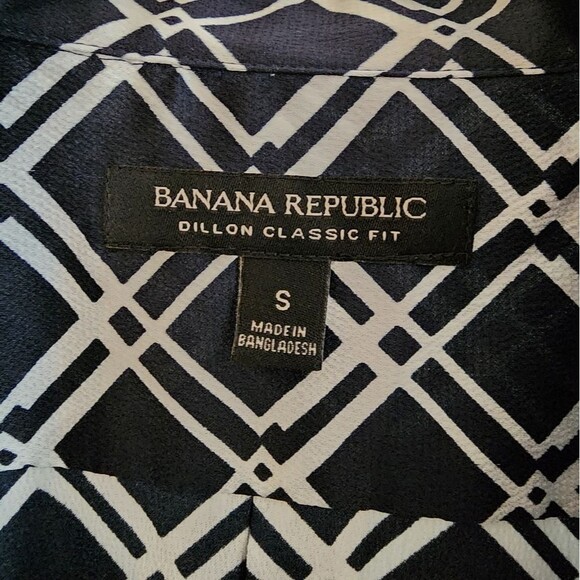 BANANA REPUBLIC
DILLON CLASSIC FIT
S
MADE IN
BANGLADESH